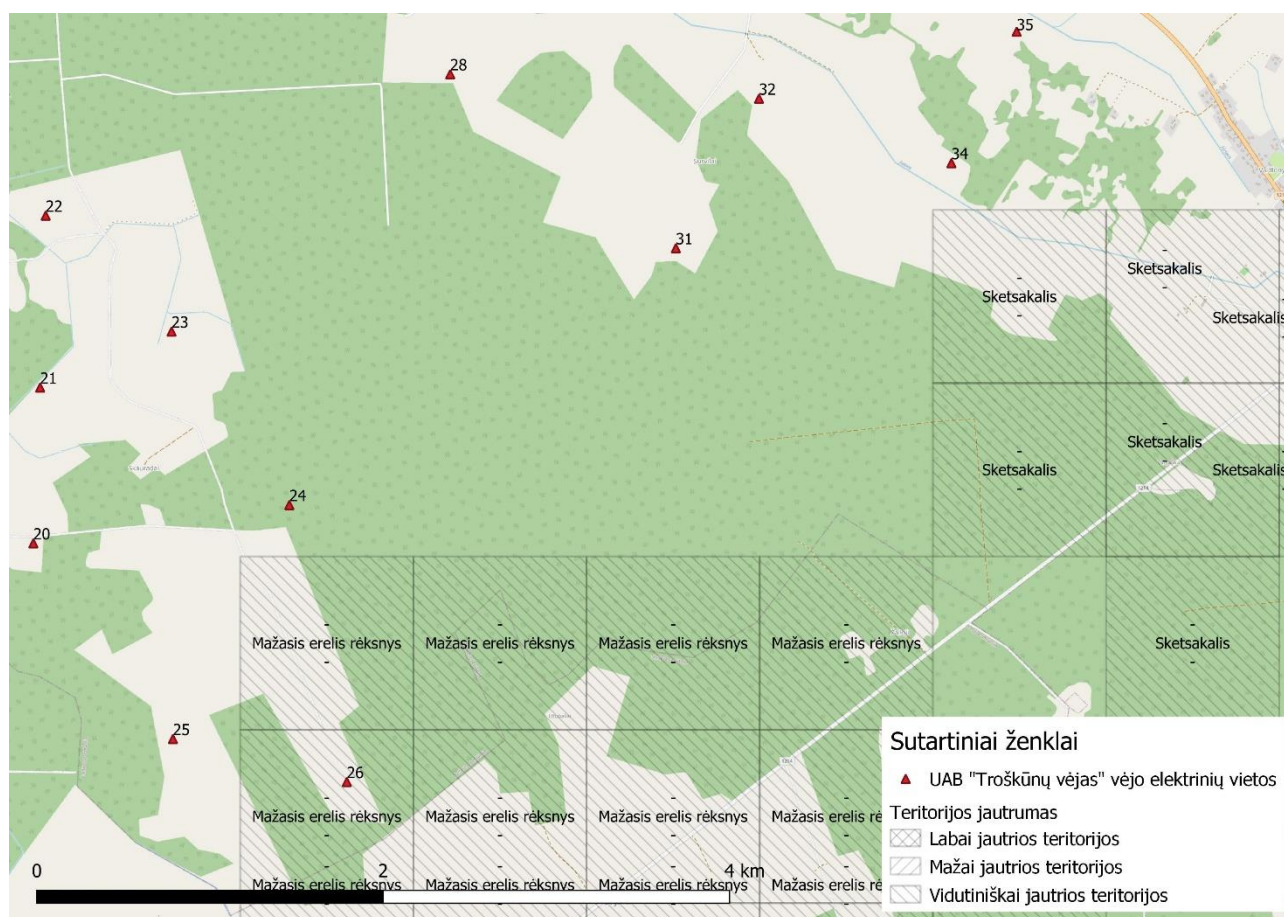 35
28
32
34
22
31
-
Sketsakalis
-
-
Sketsakalis
-
Sketsakalis
23
21
-
Sketsakalis
-
-
Sketsakalis
-
Sketsakalis
24
20
-
Mažasis erelis rėksnys
-
-
Mažasis erelis rėksnys
-
-
Mažasis erelis rėksnys
-
-
Mažasis erelis rėksnys
-
-
Sketsakalis
-
25
26
-
Mažasis erelis rėksnys
-
-
Mažasis erelis rėksnys
-
-
Mažasis erelis rėksnys
-
-
Mažasis erelis rė
-
-
Mažasis erelis rėksnys
-
Mažasis erelis rėksnys
-
Mažasis erelis rėksnys
-
Mažasis erelis rė
0
2
4 km
Sutartiniai ženklai
UAB "Troškūnų vėjas" vėjo elektrinių vietos
Teritorijos jautrumas
Labai jautrios teritorijos
Mažai jautrios teritorijos
Vidutiniškai jautrios teritorijos